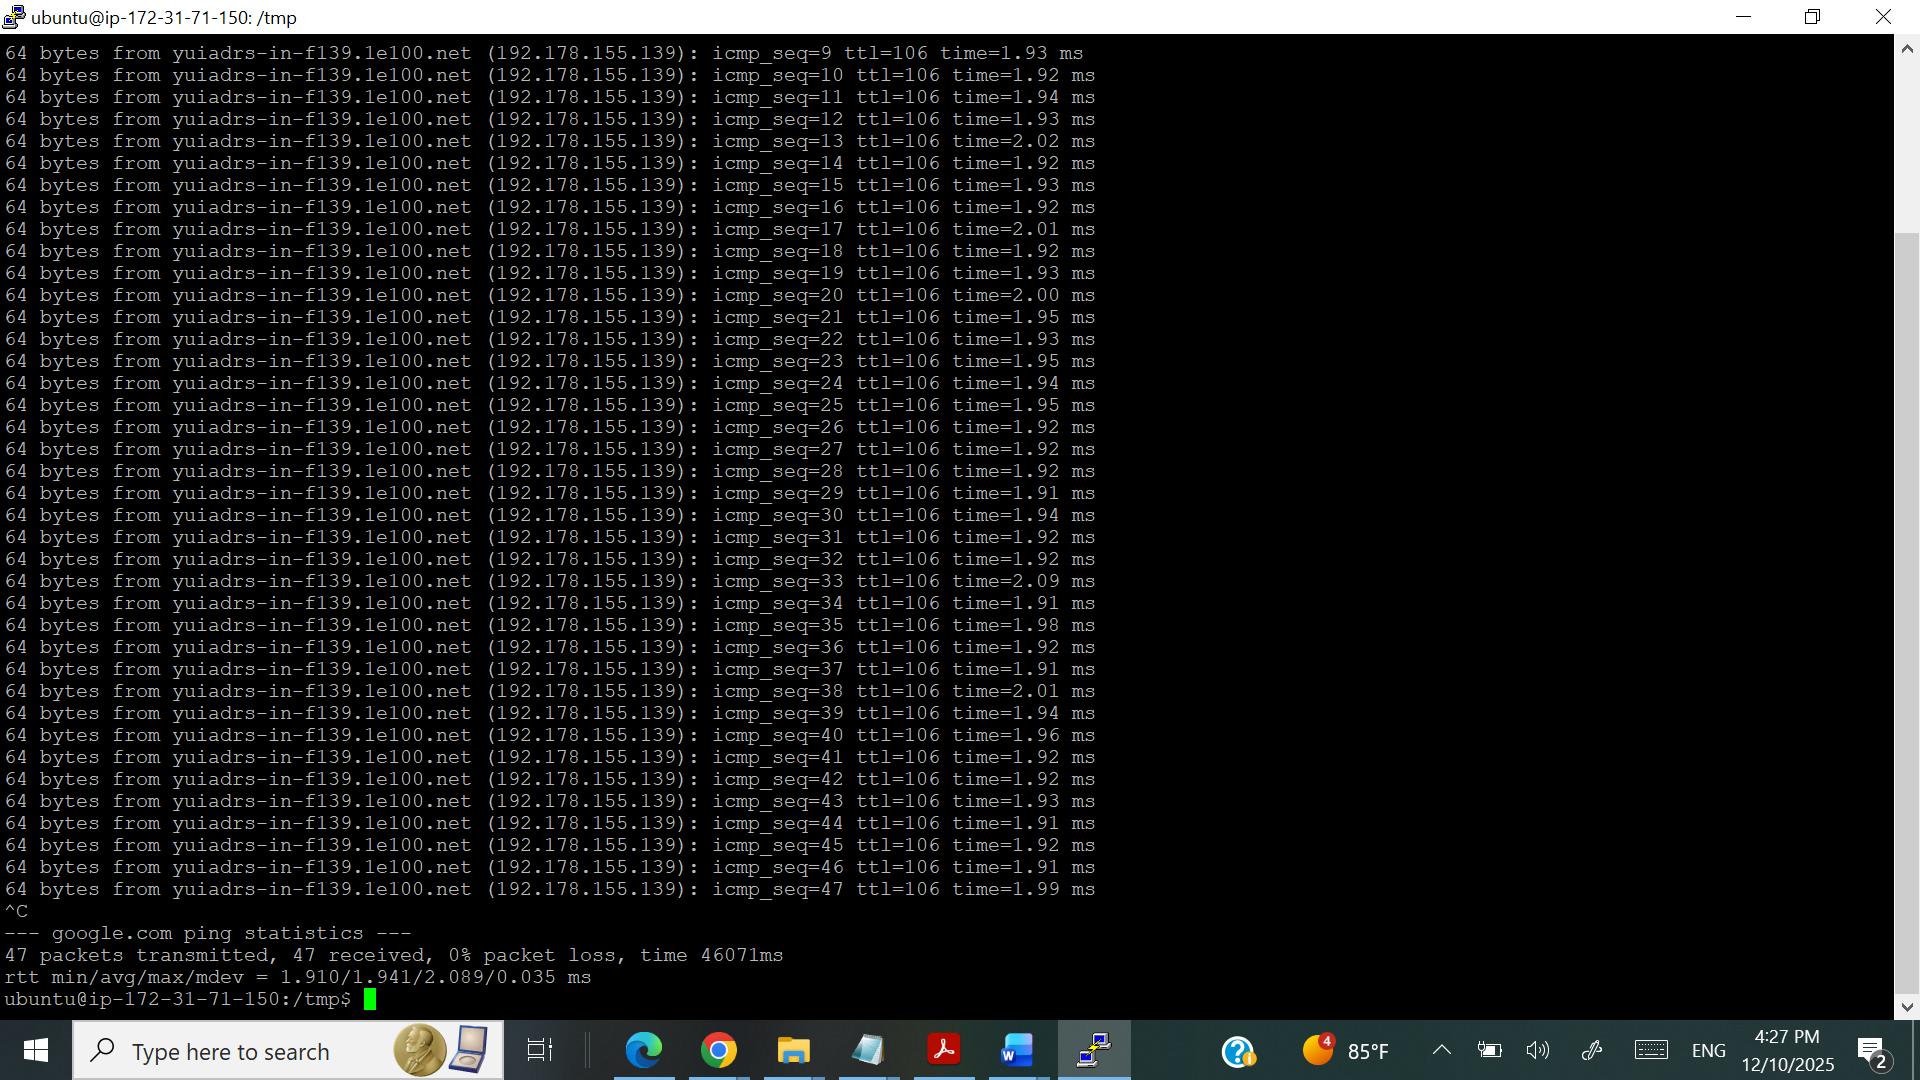 ubuntu@ip-172-31-71-150: /tmp
64 bytes from yuiadrs-in-f139.1e100.net (192.178.155.139): icmp_seq=9 ttl=106 time=1.93 ms
64 bytes from yuiadrs-in-f139.1e100.net (192.178.155.139): icmp_seq=10 ttl=106 time=1.92 ms
64 bytes from yuiadrs-in-f139.1e100.net (192.178.155.139): icmp_seq=11 ttl=106 time=1.94 ms
64 bytes from yuiadrs-in-f139.1e100.net (192.178.155.139): icmp_seq=12 ttl=106 time=1.93 ms
64 bytes from yuiadrs-in-f139.1e100.net (192.178.155.139): icmp_seq=13 ttl=106 time=2.02 ms
64 bytes from yuiadrs-in-f139.1e100.net (192.178.155.139): icmp_seq=14 ttl=106 time=1.92 ms
64 bytes from yuiadrs-in-f139.1e100.net (192.178.155.139): icmp_seq=15 ttl=106 time=1.93 ms
64 bytes from yuiadrs-in-f139.1e100.net (192.178.155.139): icmp_seq=16 ttl=106 time=1.92 ms
64 bytes from yuiadrs-in-f139.1e100.net (192.178.155.139): icmp_seq=17 ttl=106 time=2.01 ms
64 bytes from yuiadrs-in-f139.1e100.net (192.178.155.139): icmp_seq=18 ttl=106 time=1.92 ms
64 bytes from yuiadrs-in-f139.1e100.net (192.178.155.139): icmp_seq=19 ttl=106 time=1.93 ms
64 bytes from yuiadrs-in-f139.1e100.net (192.178.155.139): icmp_seq=20 ttl=106 time=2.00 ms
64 bytes from yuiadrs-in-f139.1e100.net (192.178.155.139): icmp_seq=21 ttl=106 time=1.95 ms
64 bytes from yuiadrs-in-f139.1e100.net (192.178.155.139): icmp_seq=22 ttl=106 time=1.93 ms
64 bytes from yuiadrs-in-f139.1e100.net (192.178.155.139): icmp_seq=23 ttl=106 time=1.95 ms
64 bytes from yuiadrs-in-f139.1e100.net (192.178.155.139): icmp_seq=24 ttl=106 time=1.94 ms
64 bytes from yuiadrs-in-f139.1e100.net (192.178.155.139): icmp_seq=25 ttl=106 time=1.95 ms
64 bytes from yuiadrs-in-f139.1e100.net (192.178.155.139): icmp_seq=26 ttl=106 time=1.92 ms
64 bytes from yuiadrs-in-f139.1e100.net (192.178.155.139): icmp_seq=27 ttl=106 time=1.92 ms
64 bytes from yuiadrs-in-f139.1e100.net (192.178.155.139): icmp_seq=28 ttl=106 time=1.92 ms
64 bytes from yuiadrs-in-f139.1e100.net (192.178.155.139): icmp_seq=29 ttl=106 time=1.91 ms
64 bytes from yuiadrs-in-f139.1e100.net (192.178.155.139): icmp_seq=30 ttl=106 time=1.94 ms
64 bytes from yuiadrs-in-f139.1e100.net (192.178.155.139): icmp_seq=31 ttl=106 time=1.92 ms
64 bytes from yuiadrs-in-f139.1e100.net (192.178.155.139): icmp_seq=32 ttl=106 time=1.92 ms
64 bytes from yuiadrs-in-f139.1e100.net (192.178.155.139): icmp_seq=33 ttl=106 time=2.09 ms
64 bytes from yuiadrs-in-f139.1e100.net (192.178.155.139): icmp_seq=34 ttl=106 time=1.91 ms
64 bytes from yuiadrs-in-f139.1e100.net (192.178.155.139): icmp_seq=35 ttl=106 time=1.98 ms
64 bytes from yuiadrs-in-f139.1e100.net (192.178.155.139): icmp_seq=36 ttl=106 time=1.92 ms
64 bytes from yuiadrs-in-f139.1e100.net (192.178.155.139): icmp_seq=37 ttl=106 time=1.91 ms
64 bytes from yuiadrs-in-f139.1e100.net (192.178.155.139): icmp_seq=38 ttl=106 time=2.01 ms
64 bytes from yuiadrs-in-f139.1e100.net (192.178.155.139): icmp_seq=39 ttl=106 time=1.94 ms
64 bytes from yuiadrs-in-f139.1e100.net (192.178.155.139): icmp_seq=40 ttl=106 time=1.96 ms
64 bytes from yuiadrs-in-f139.1e100.net (192.178.155.139): icmp_seq=41 ttl=106 time=1.92 ms
64 bytes from yuiadrs-in-f139.1e100.net (192.178.155.139): icmp_seq=42 ttl=106 time=1.92 ms
64 bytes from yuiadrs-in-f139.1e100.net (192.178.155.139): icmp_seq=43 ttl=106 time=1.93 ms
64 bytes from yuiadrs-in-f139.1e100.net (192.178.155.139): icmp_seq=44 ttl=106 time=1.91 ms
64 bytes from yuiadrs-in-f139.1e100.net (192.178.155.139): icmp_seq=45 ttl=106 time=1.92 ms
64 bytes from yuiadrs-in-f139.1e100.net (192.178.155.139): icmp_seq=46 ttl=106 time=1.91 ms
64 bytes from yuiadrs-in-f139.1e100.net (192.178.155.139): icmp_seq=47 ttl=106 time=1.99 ms
^C
--- google.com ping statistics ---
47 packets transmitted, 47 received, 0% packet loss, time 46071ms
rtt min/avg/max/mdev = 1.910/1.941/2.089/0.035 ms
ubuntu@ip-172-31-71-150:/tmp$
Type here to search
4
85°F
ENG
4:27 PM
12/10/2025
2